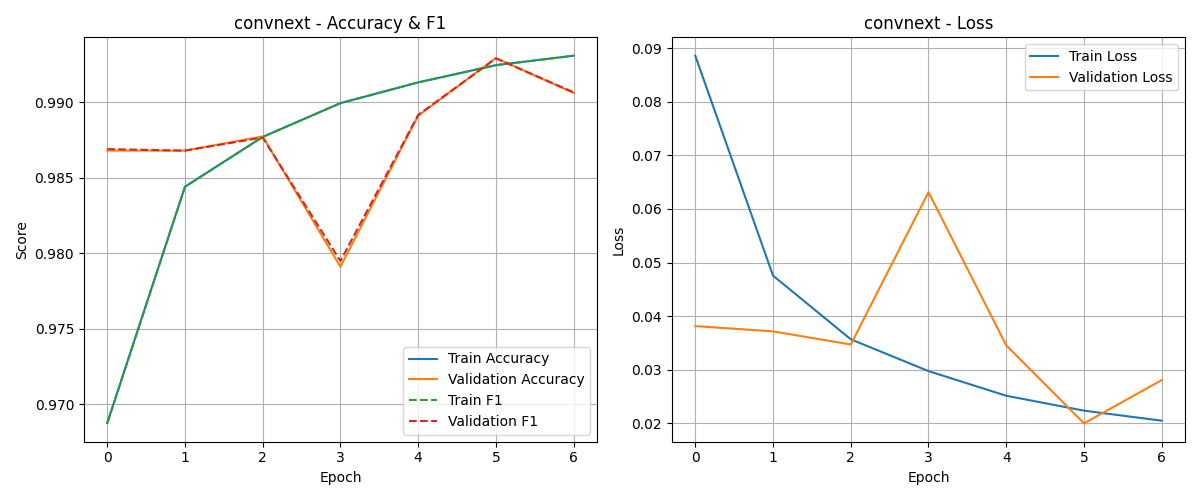 convnext - Accuracy & F1
Score
0.990
0.985
0.980
0.975
0.970
0 1 2 3 4 5 6
Epoch
Train Accuracy
Validation Accuracy
Train F1
Validation F1
convnext - Loss
Loss
0.09
0.08
0.07
0.06
0.05
0.04
0.03
0.02
0 1 2 3 4 5 6
Epoch
Train Loss
Validation Loss